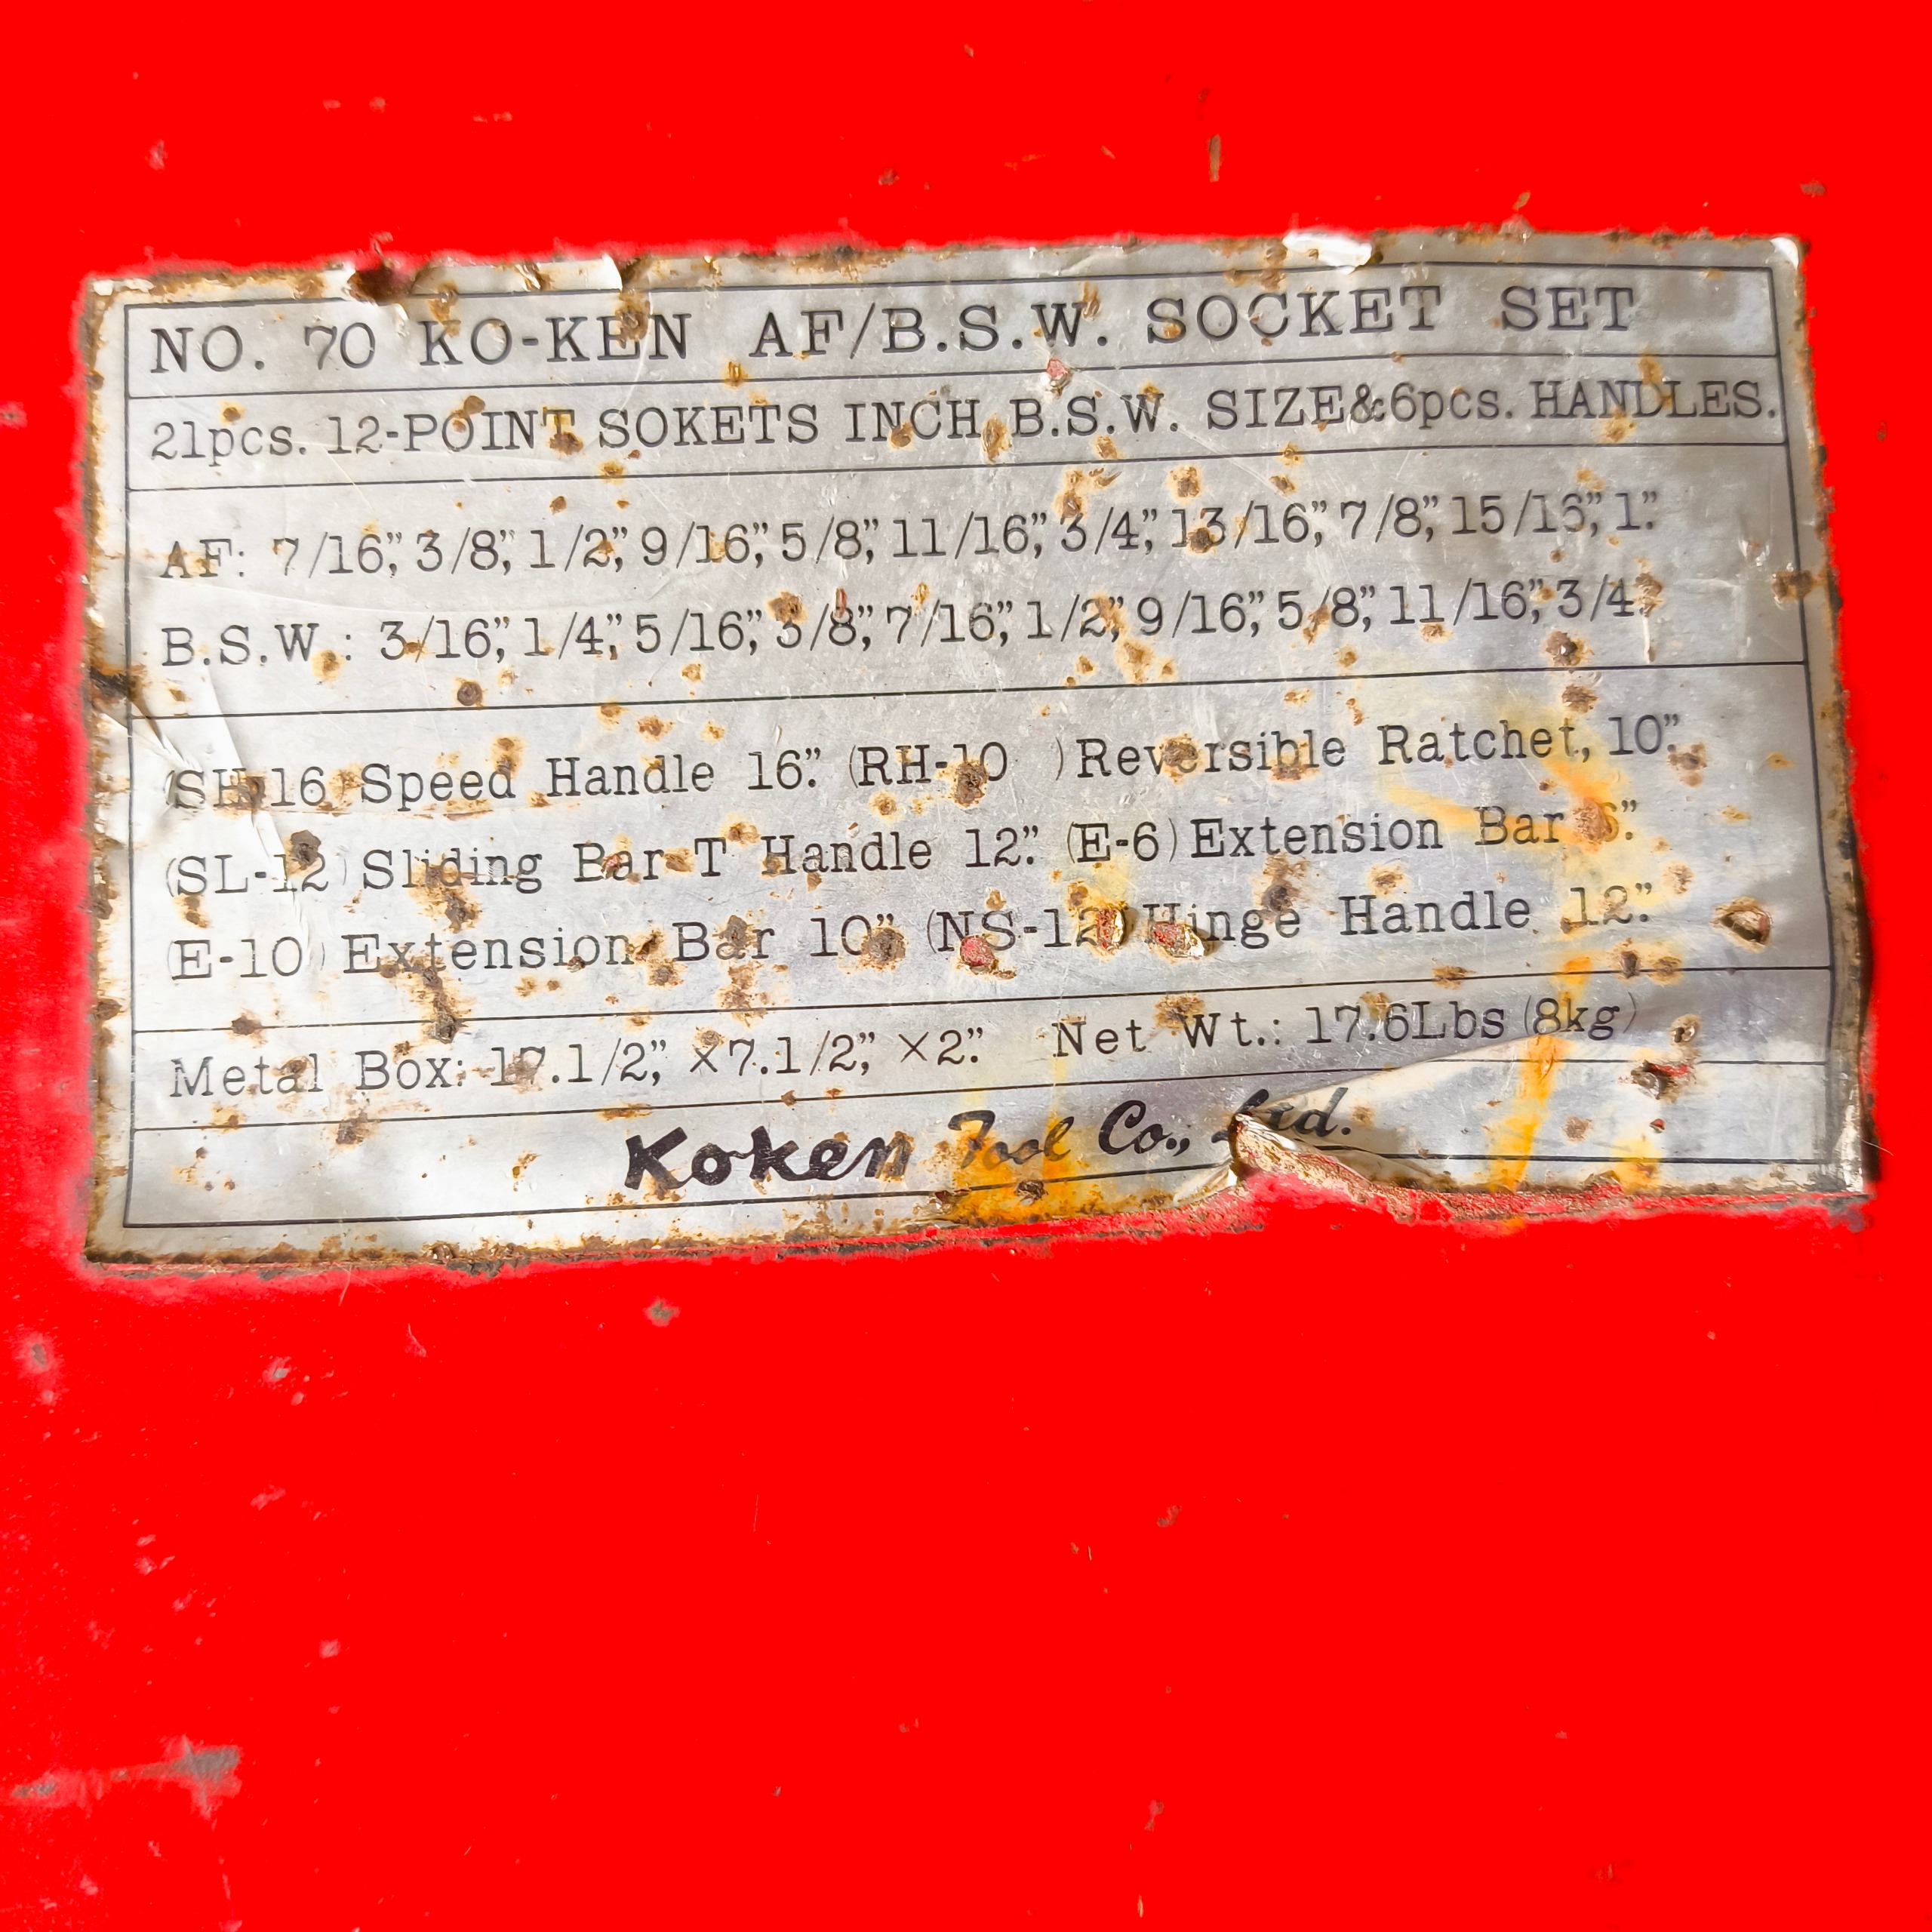 NO. 70 KO-KEN AF/B.S.W. SOCKET SET
21pcs. 12-POINT SOKETS INCH, B.S.W. SIZE&6pcs. HANDLES.
AF: 7/16", 3/8", 1/2", 9/16", 5/8", 11/16", 3/4", 13/16", 7/8", 15/16", 1".
B.S.W.: 3/16", 1/4", 5/16", 3/8", 7/16", 1/2", 9/16", 5/8", 11/16", 3/4"
(SH-16) Speed Handle 16". (RH-10 ) Reversible Ratchet, 10".
(SL-12) Sliding Bar T Handle 12". (E-6) Extension Bar 6".
(E-10) Extension Bar 10" (NS-12) Hinge Handle 12".
Metal Box: 17.1/2", ×7.1/2", ×2". Net Wt.: 17.6Lbs (8kg)
Koken Tool Co., Ltd.